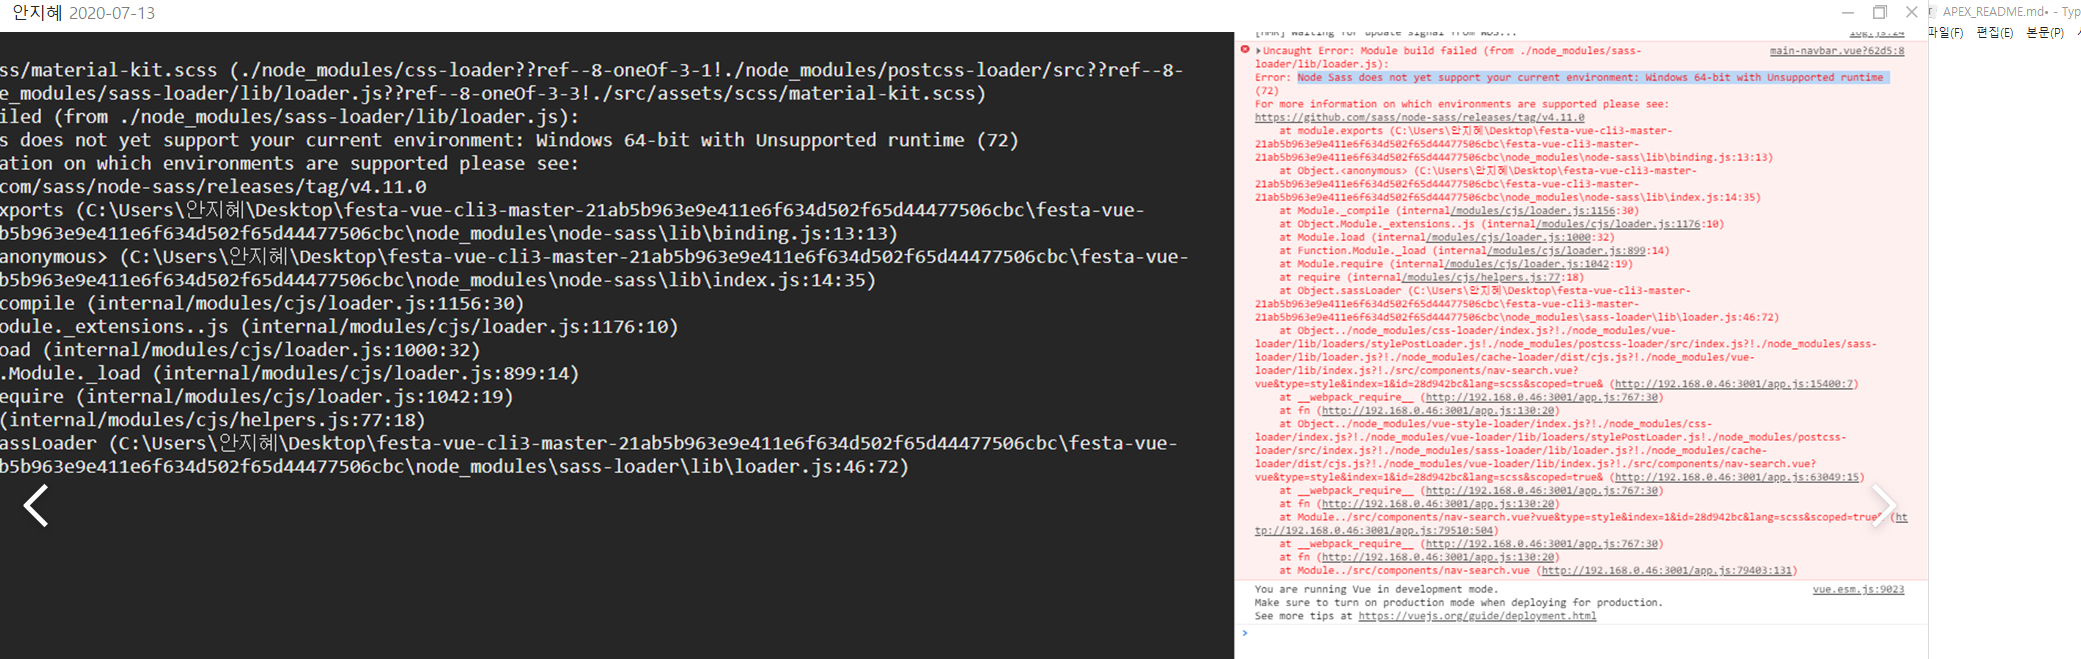 안지혜 2020-07-13
APEX_README.md• - Typ
파일(F) 편집(E) 본문(P)
ss/material-kit.scss (./node_modules/css-loader??ref--8-oneOf-3-1!./node_modules/postcss-loader/src??ref--8-
e_modules/sass-loader/lib/loader.js??ref--8-oneOf-3-3!./src/assets/scss/material-kit.scss)
iled (from ./node_modules/sass-loader/lib/loader.js):
s does not yet support your current environment: Windows 64-bit with Unsupported runtime (72)
ation on which environments are supported please see:
com/sass/node-sass/releases/tag/v4.11.0
xports (C:\Users\안지혜\Desktop\festa-vue-cli3-master-21ab5b963e9e411e6f634d502f65d44477506cbc\festa-vue-
b5b963e9e411e6f634d502f65d44477506cbc\node_modules\node-sass\lib\binding.js:13:13)
<anonymous> (C:\Users\안지혜\Desktop\festa-vue-cli3-master-21ab5b963e9e411e6f634d502f65d44477506cbc\festa-vue-
b5b963e9e411e6f634d502f65d44477506cbc\node_modules\node-sass\lib\index.js:14:35)
compile (internal/modules/cjs/loader.js:1156:30)
odule._extensions..js (internal/modules/cjs/loader.js:1176:10)
oad (internal/modules/cjs/loader.js:1000:32)
.Module._load (internal/modules/cjs/loader.js:899:14)
equire (internal/modules/cjs/loader.js:1042:19)
(internal/modules/cjs/helpers.js:77:18)
assLoader (C:\Users\안지혜\Desktop\festa-vue-cli3-master-21ab5b963e9e411e6f634d502f65d44477506cbc\festa-vue-
b5b963e9e411e6f634d502f65d44477506cbc\node_modules\sass-loader\lib\loader.js:46:72)
[HMR] Waiting for update signal from WDS... log.js:24
Uncaught Error: Module build failed (from ./node_modules/sass- main-navbar.vue?62d5:8
loader/lib/loader.js):
Error: Node Sass does not yet support your current environment: Windows 64-bit with Unsupported runtime
(72)
For more information on which environments are supported please see:
https://github.com/sass/node-sass/releases/tag/v4.11.0
at module.exports (C:\Users\안지혜\Desktop\festa-vue-cli3-master-
21ab5b963e9e411e6f634d502f65d44477506cbc\festa-vue-cli3-master-
21ab5b963e9e411e6f634d502f65d44477506cbc\node_modules\node-sass\lib\binding.js:13:13)
at Object.<anonymous> (C:\Users\안지혜\Desktop\festa-vue-cli3-master-
21ab5b963e9e411e6f634d502f65d44477506cbc\festa-vue-cli3-master-
21ab5b963e9e411e6f634d502f65d44477506cbc\node_modules\node-sass\lib\index.js:14:35)
at Module._compile (internal/modules/cjs/loader.js:1156:30)
at Object.Module._extensions..js (internal/modules/cjs/loader.js:1176:10)
at Module.load (internal/modules/cjs/loader.js:1000:32)
at Function.Module._load (internal/modules/cjs/loader.js:899:14)
at Module.require (internal/modules/cjs/loader.js:1042:19)
at require (internal/modules/cjs/helpers.js:77:18)
at Object.sassLoader (C:\Users\안지혜\Desktop\festa-vue-cli3-master-
21ab5b963e9e411e6f634d502f65d44477506cbc\festa-vue-cli3-master-
21ab5b963e9e411e6f634d502f65d44477506cbc\node_modules\sass-loader\lib\loader.js:46:72)
at Object../node_modules/css-loader/index.js?!./node_modules/vue-
loader/lib/loaders/stylePostLoader.js!./node_modules/postcss-loader/src/index.js?!./node_modules/sass-
loader/lib/loader.js?!./node_modules/cache-loader/dist/cjs.js?!./node_modules/vue-
loader/lib/index.js?!./src/components/nav-search.vue?
vue&type=style&index=1&id=28d942bc&lang=scss&scoped=true& (http://192.168.0.46:3001/app.js:15400:7)
at __webpack_require__ (http://192.168.0.46:3001/app.js:767:30)
at fn (http://192.168.0.46:3001/app.js:130:20)
at Object../node_modules/vue-style-loader/index.js?!./node_modules/css-
loader/index.js?!./node_modules/vue-loader/lib/loaders/stylePostLoader.js!./node_modules/postcss-
loader/src/index.js?!./node_modules/sass-loader/lib/loader.js?!./node_modules/cache-
loader/dist/cjs.js?!./node_modules/vue-loader/lib/index.js?!./src/components/nav-search.vue?
vue&type=style&index=1&id=28d942bc&lang=scss&scoped=true& (http://192.168.0.46:3001/app.js:63049:15)
at __webpack_require__ (http://192.168.0.46:3001/app.js:767:30)
at fn (http://192.168.0.46:3001/app.js:130:20)
at Module../src/components/nav-search.vue?vue&type=style&index=1&id=28d942bc&lang=scss&scoped=true& (ht
tp://192.168.0.46:3001/app.js:79510:504)
at __webpack_require__ (http://192.168.0.46:3001/app.js:767:30)
at fn (http://192.168.0.46:3001/app.js:130:20)
at Module../src/components/nav-search.vue (http://192.168.0.46:3001/app.js:79403:131)
You are running Vue in development mode. vue.esm.js:9023
Make sure to turn on production mode when deploying for production.
See more tips at https://vuejs.org/guide/deployment.html